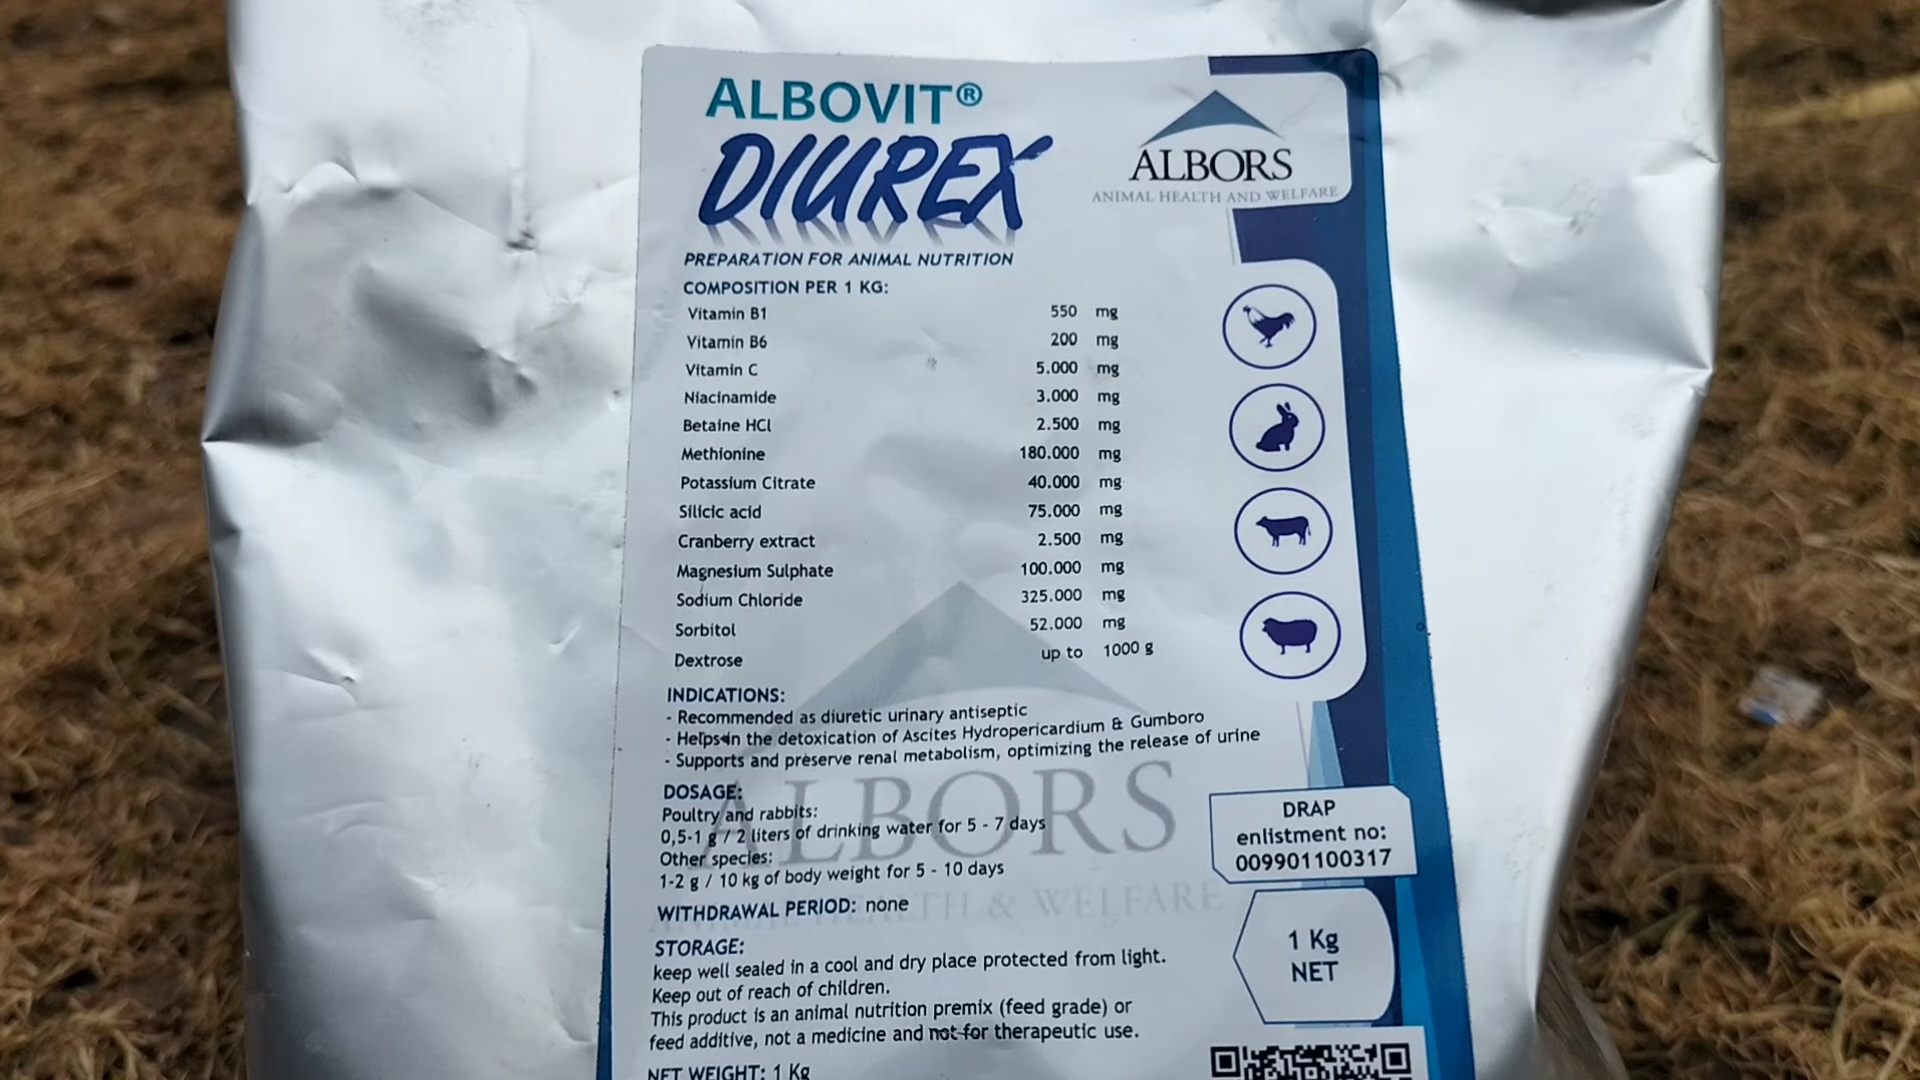 ALBOVIT®
DIUREX
ALBORS
ANIMAL HEALTH AND WELFARE
PREPARATION FOR ANIMAL NUTRITION
COMPOSITION PER 1 KG:
Vitamin B1 550 mg
Vitamin B6 200 mg
Vitamin C 5.000 mg
Niacinamide 3.000 mg
Betaine HCl 2.500 mg
Methionine 180.000 mg
Potassium Citrate 40.000 mg
Silicic acid 75.000 mg
Cranberry extract 2.500 mg
Magnesium Sulphate 100.000 mg
Sodium Chloride 325.000 mg
Sorbitol 52.000 mg
Dextrose up to 1000 g
INDICATIONS:
- Recommended as diuretic urinary antiseptic
- Helps in the detoxication of Ascites Hydropericardium & Gumboro
- Supports and preserve renal metabolism, optimizing the release of urine
DOSAGE:
Poultry and rabbits:
0,5-1 g / 2 liters of drinking water for 5 - 7 days
Other species:
1-2 g / 10 kg of body weight for 5 - 10 days
WITHDRAWAL PERIOD: none
STORAGE:
keep well sealed in a cool and dry place protected from light.
Keep out of reach of children.
This product is an animal nutrition premix (feed grade) or
feed additive, not a medicine and not for therapeutic use.
NET WEIGHT: 1 Kg
DRAP
enlistment no:
009901100317
1 Kg
NET
ALBORS
ANIMAL HEALTH & WELFARE